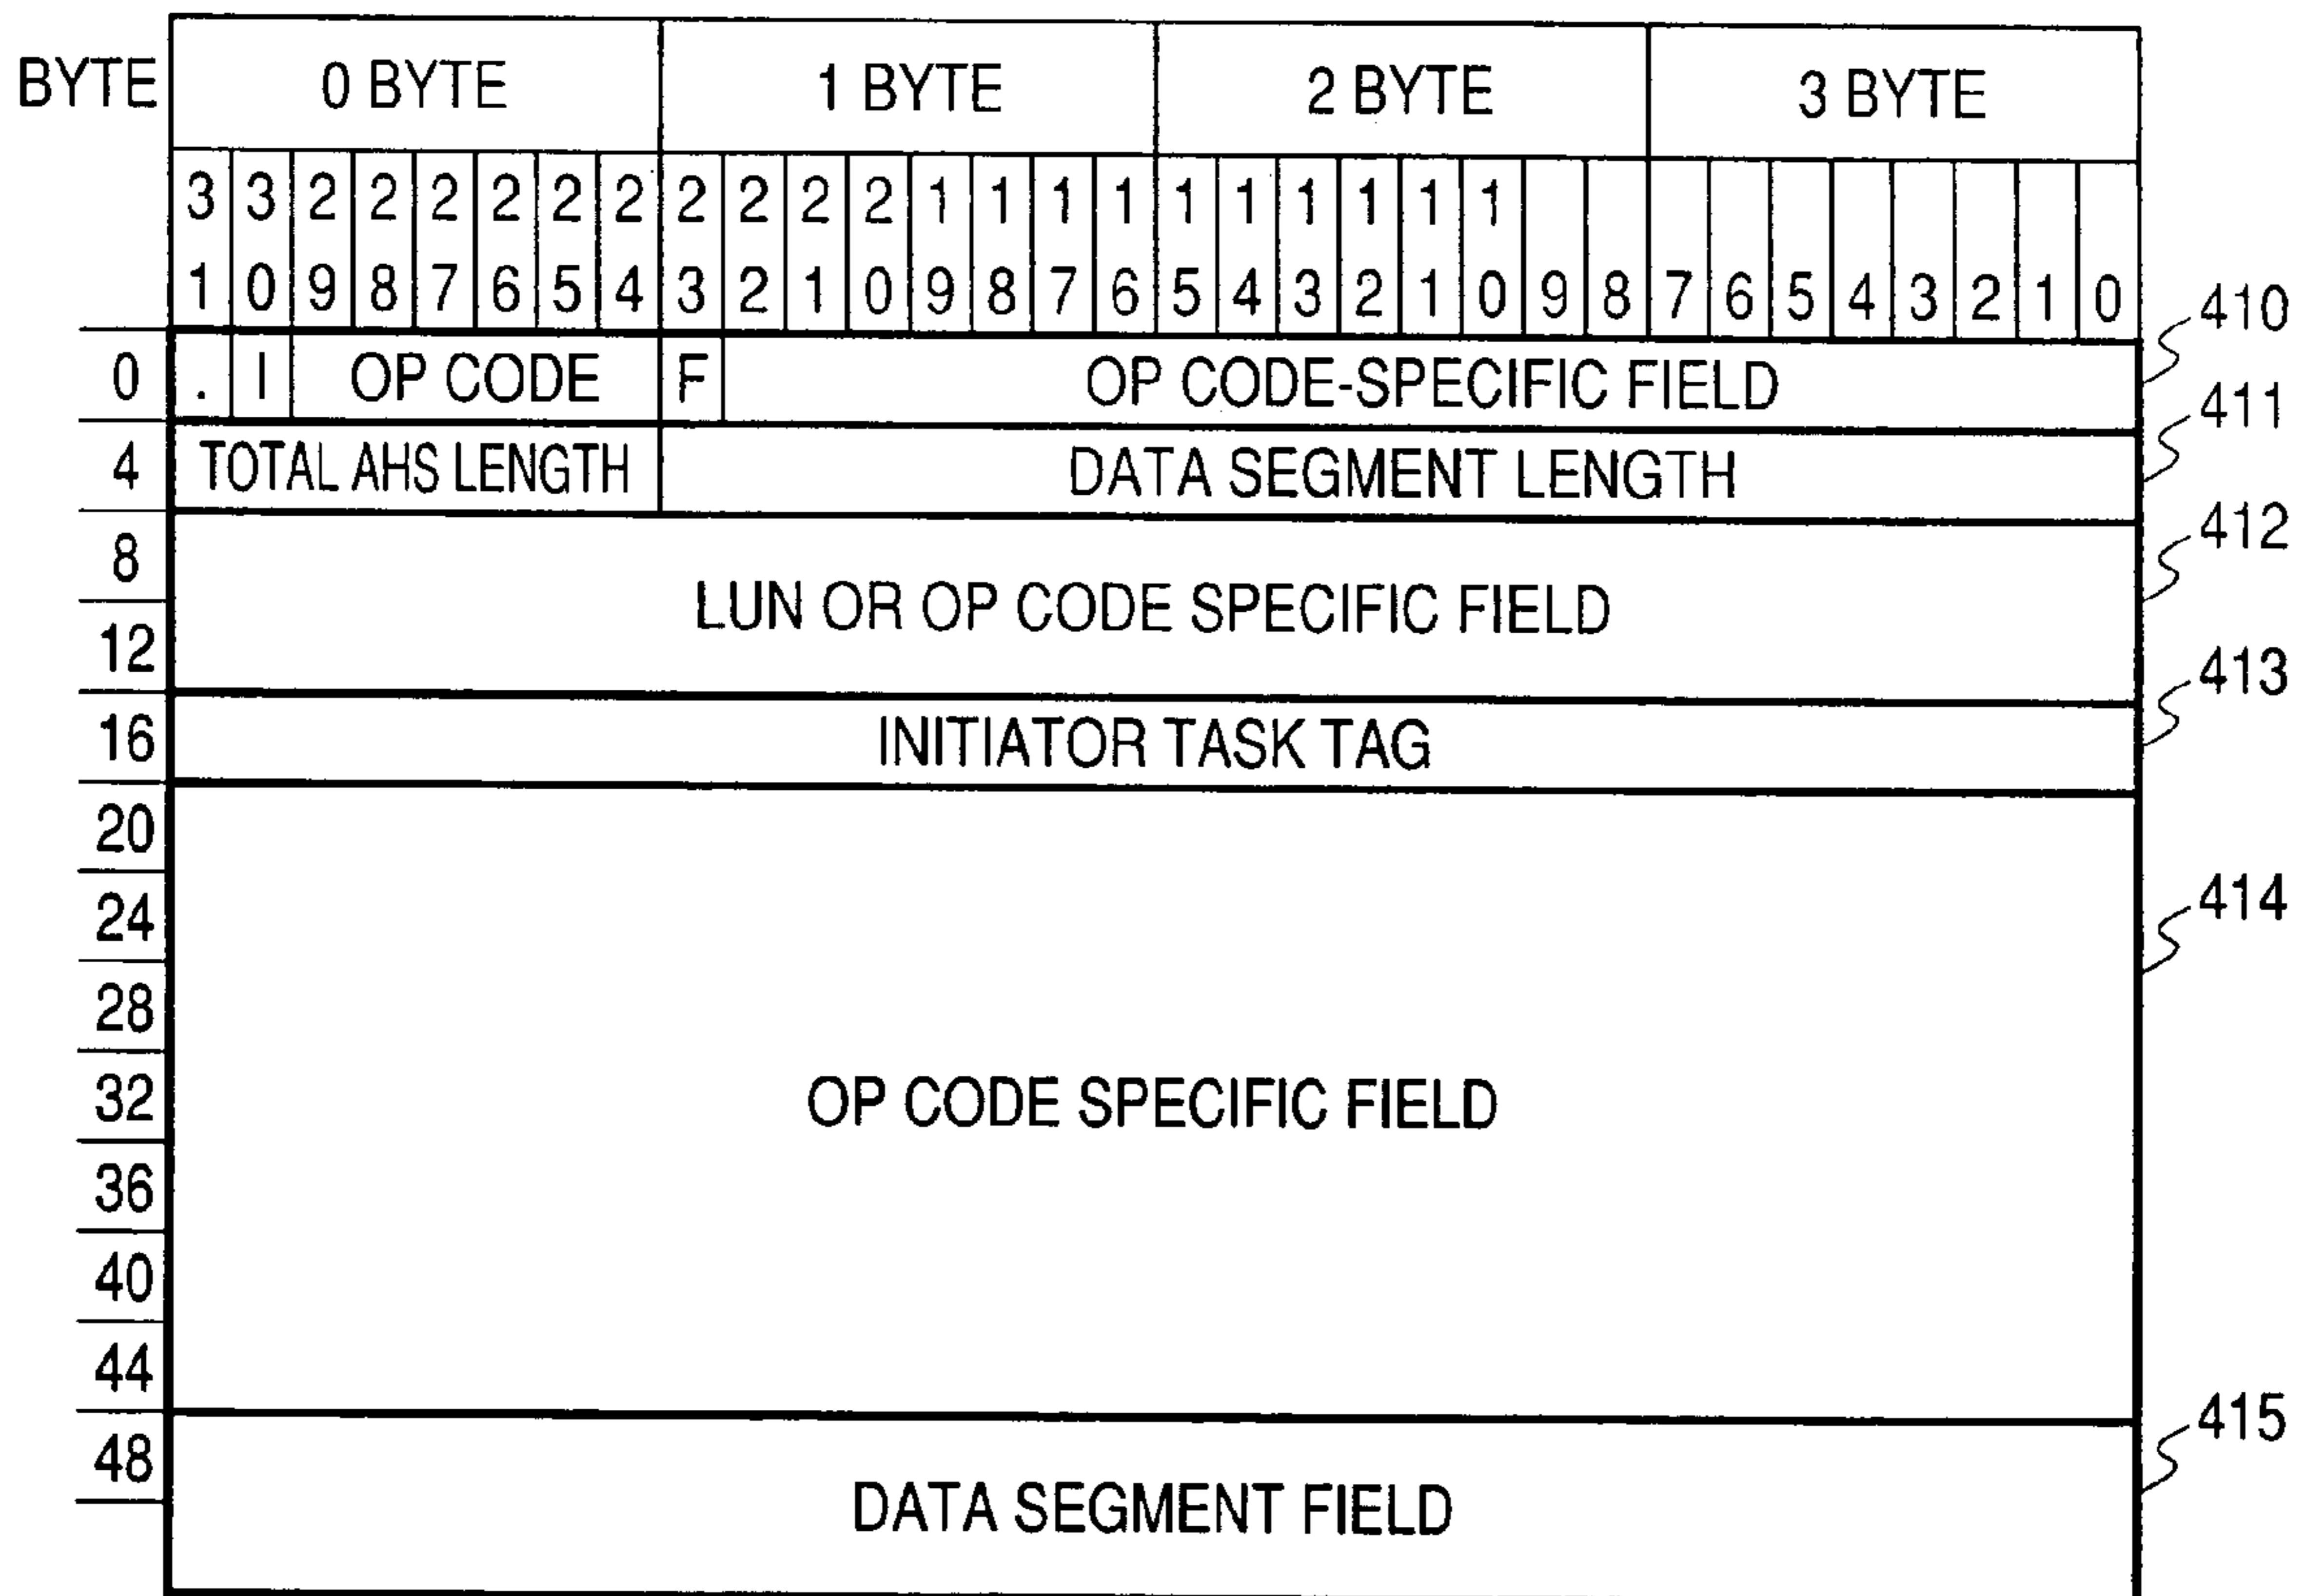 BYTE 0 BYTE 1 BYTE 2 BYTE 3 BYTE
3 3 2 2 2 2 2 2 2 2 2 2 1 1 1 1 1 1 1 1 1 1
1 0 9 8 7 6 5 4 3 2 1 0 9 8 7 6 5 4 3 2 1 0 9 8 7 6 5 4 3 2 1 0
410
0 . I OP CODE F OP CODE-SPECIFIC FIELD
411
4 TOTAL AHS LENGTH DATA SEGMENT LENGTH
412
8
LUN OR OP CODE SPECIFIC FIELD
12
413
16 INITIATOR TASK TAG
20
24
414
28
32 OP CODE SPECIFIC FIELD
36
40
44
415
48
DATA SEGMENT FIELD